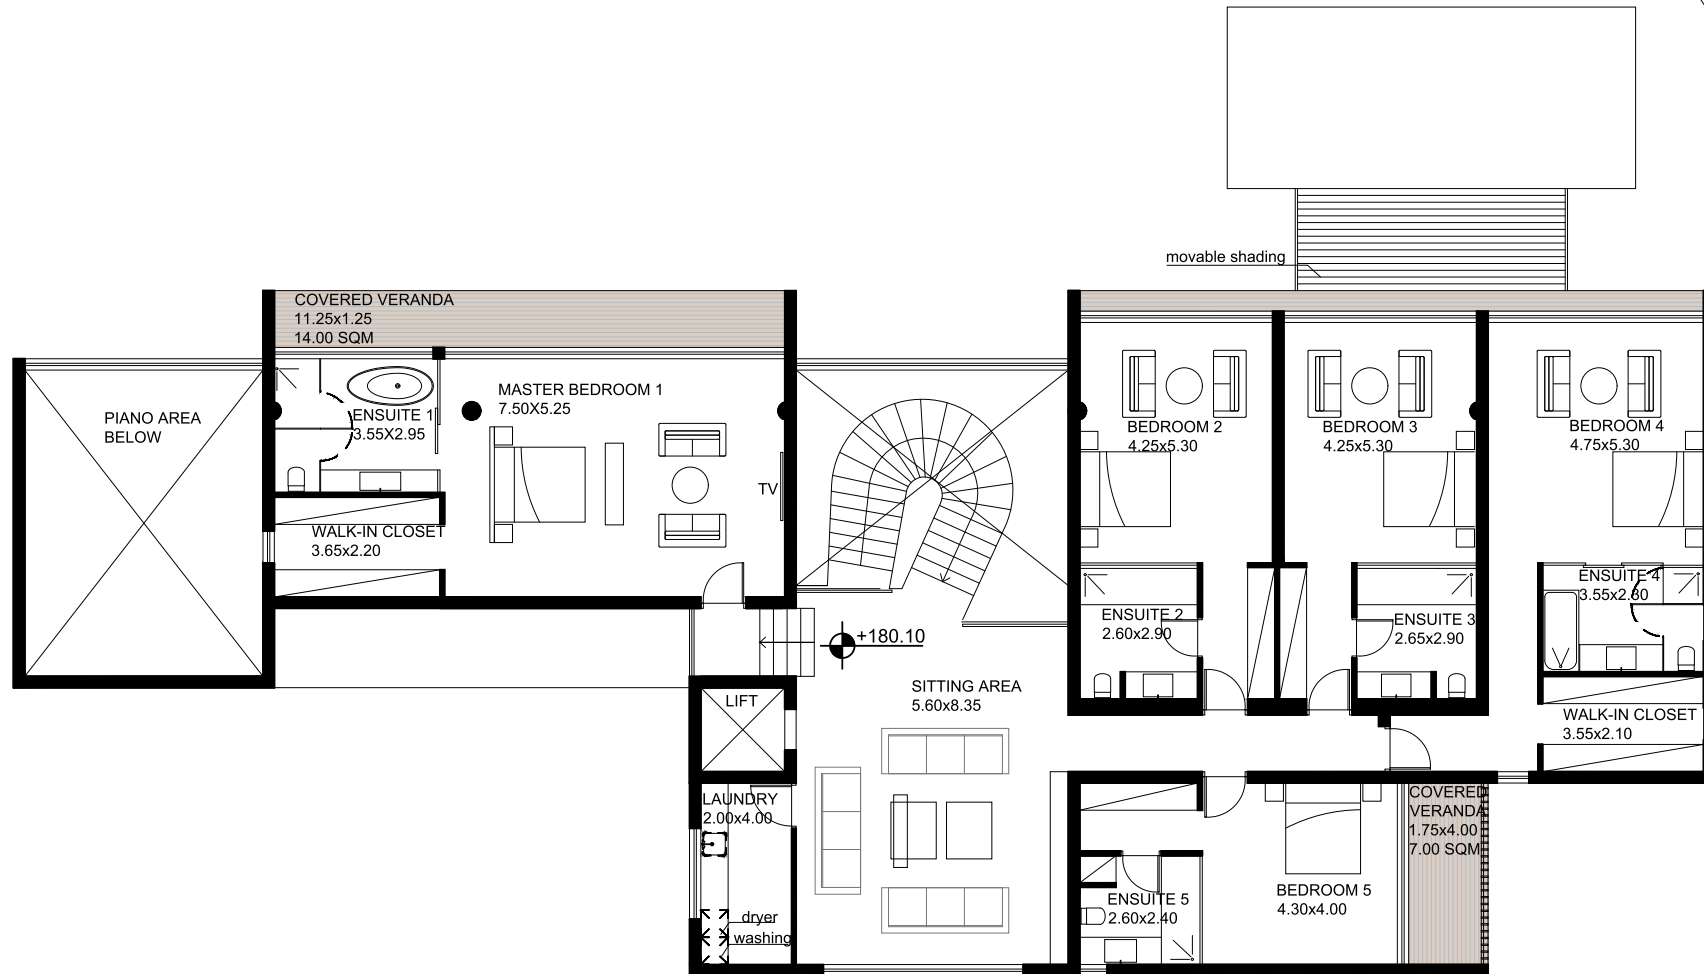 movable shading
COVERED VERANDA
11.25x1.25
14.00 SQM
PIANO AREA
BELOW
ENSUITE 1
3.55X2.95
MASTER BEDROOM 1
7.50X5.25
TV
WALK-IN CLOSET
3.65x2.20
BEDROOM 2
4.25x5.30
BEDROOM 3
4.25x5.30
BEDROOM 4
4.75x5.30
ENSUITE 2
2.60x2.90
ENSUITE 3
2.65x2.90
ENSUITE 4
3.55x2.80
+180.10
LIFT
SITTING AREA
5.60x8.35
WALK-IN CLOSET
3.55x2.10
LAUNDRY
2.00x4.00
COVERED
VERANDA
1.75x4.00
7.00 SQM
ENSUITE 5
2.60x2.40
BEDROOM 5
4.30x4.00
dryer
washing